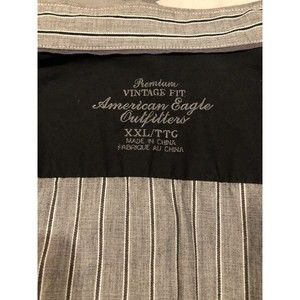 Premium
VINTAGE FIT
American Eagle
Outfitters
XXL/TTG
MADE IN CHINA
FABRIQUÉ AU CHINA